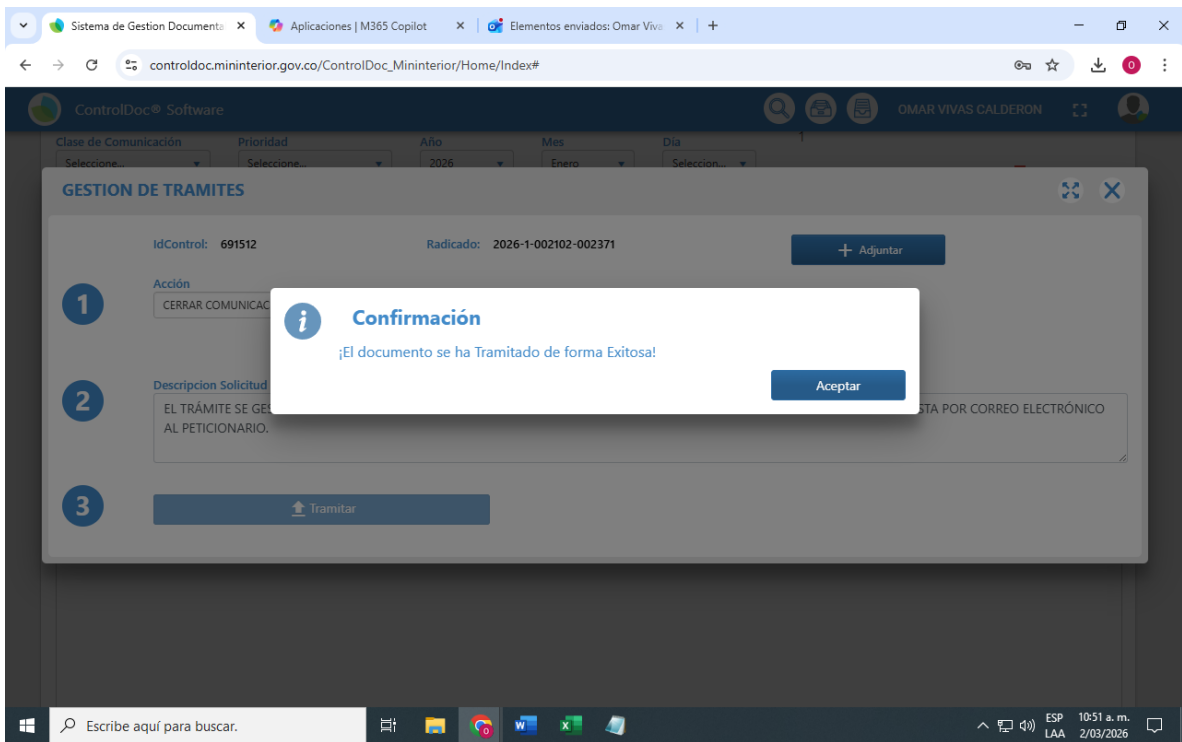 Sistema de Gestion Documenta
Aplicaciones | M365 Copilot
Elementos enviados: Omar Viva
controldoc.mininterior.gov.co/ControlDoc_Mininterior/Home/Index#
O
ControlDoc® Software
OMAR VIVAS CALDERON
Clase de Comunicación Prioridad Año Mes Día
1
Seleccione... Seleccione... 2026 Enero Seleccion...
GESTION DE TRAMITES
IdControl: 691512 Radicado: 2026-1-002102-002371
+ Adjuntar
1
Acción
CERRAR COMUNICAC
i
Confirmación
¡El documento se ha Tramitado de forma Exitosa!
Aceptar
2
Descripcion Solicitud
EL TRÁMITE SE GES STA POR CORREO ELECTRÓNICO
AL PETICIONARIO.
3
Tramitar
Escribe aquí para buscar.
ESP 10:51 a. m.
LAA 2/03/2026